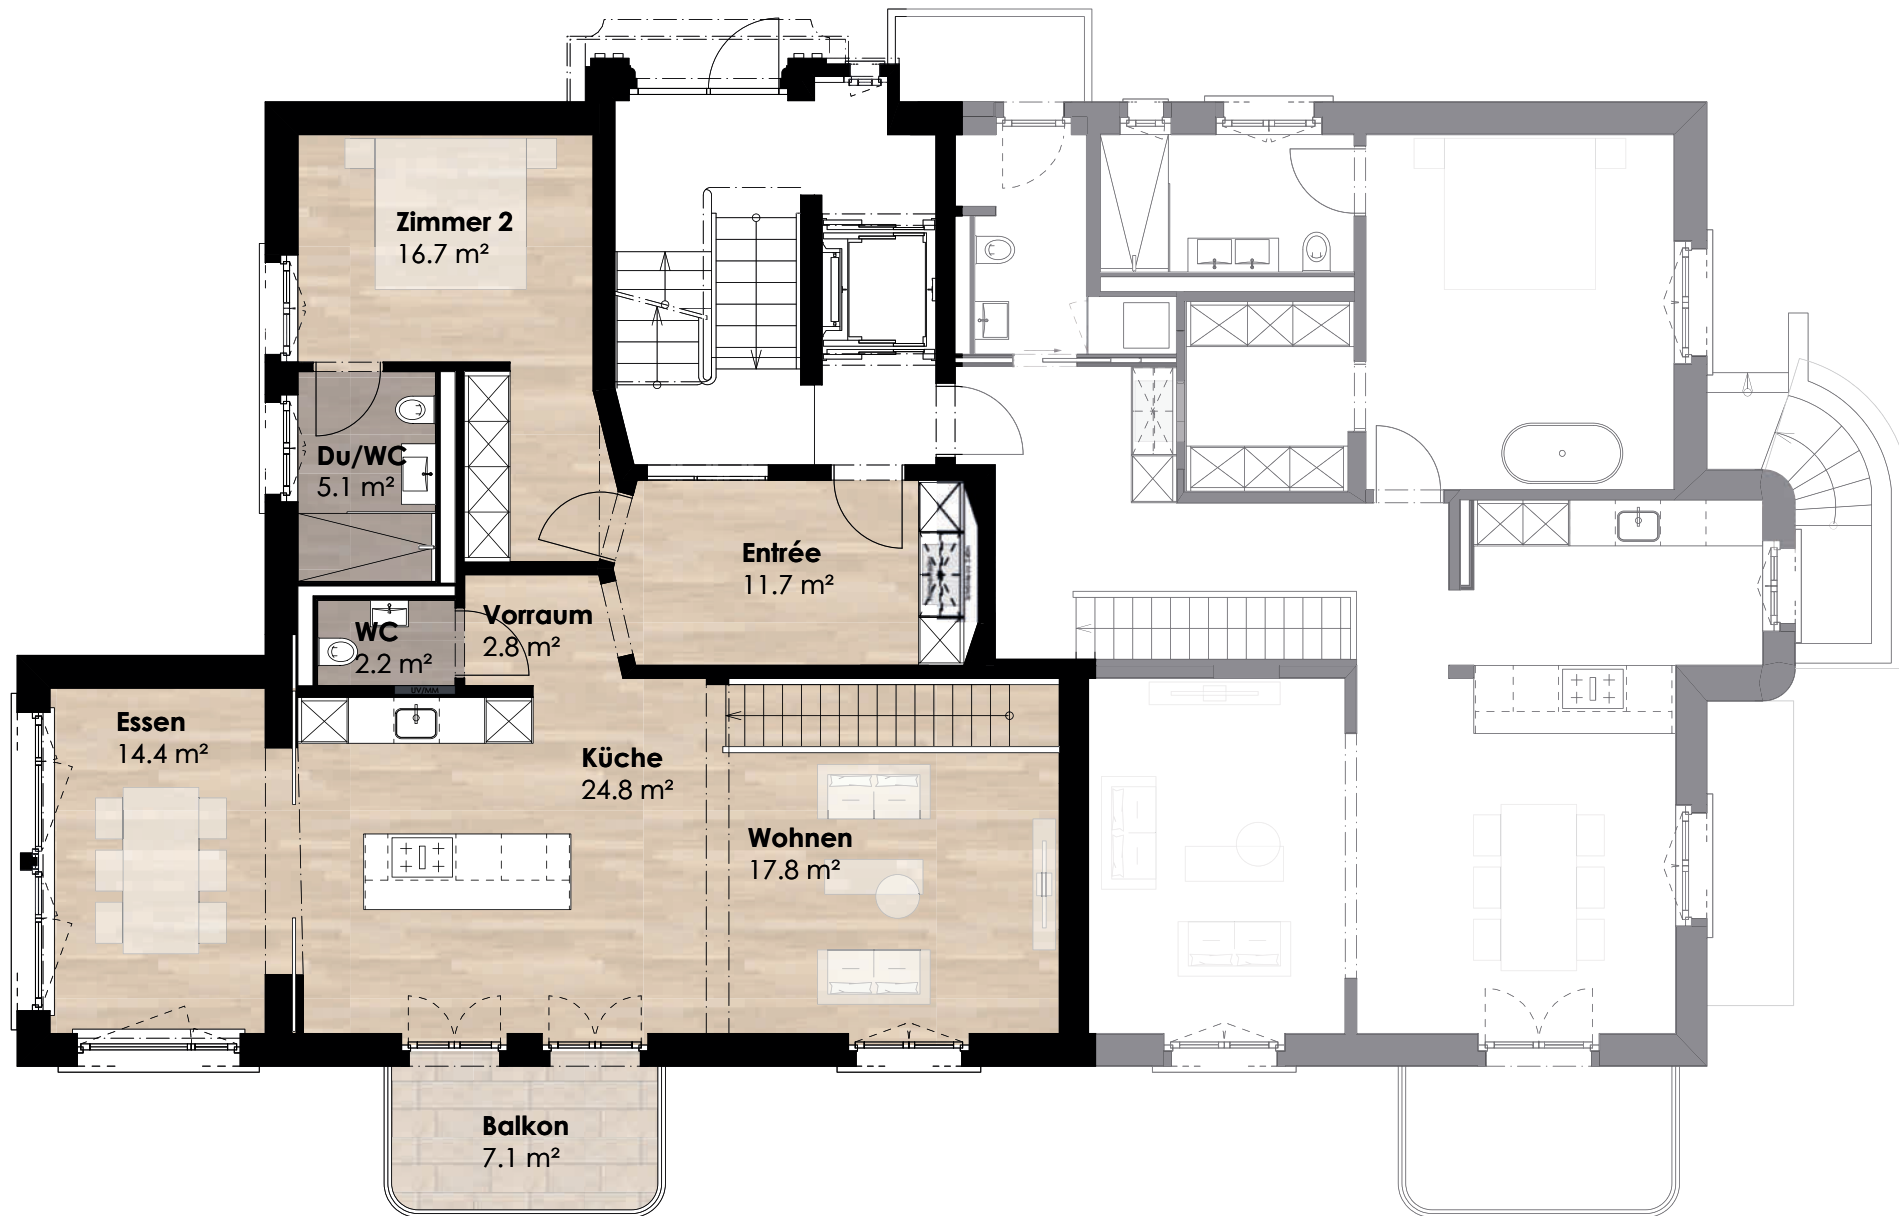 Zimmer 2
16.7 m²
Du/WC
5.1 m²
Entrée
11.7 m²
Vorraum
2.8 m²
WC
2.2 m²
UV/MM
Essen
14.4 m²
Küche
24.8 m²
Wohnen
17.8 m²
Balkon
7.1 m²